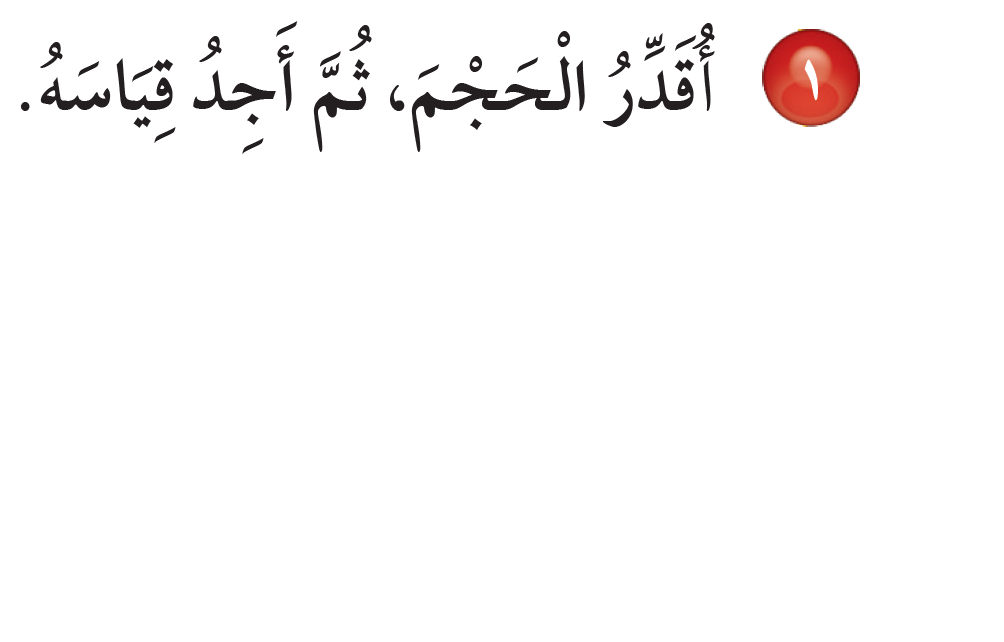 ١ أُقَدِّرُ الْحَجْمَ، ثُمَّ أَجِدُ قِيَاسَهُ.